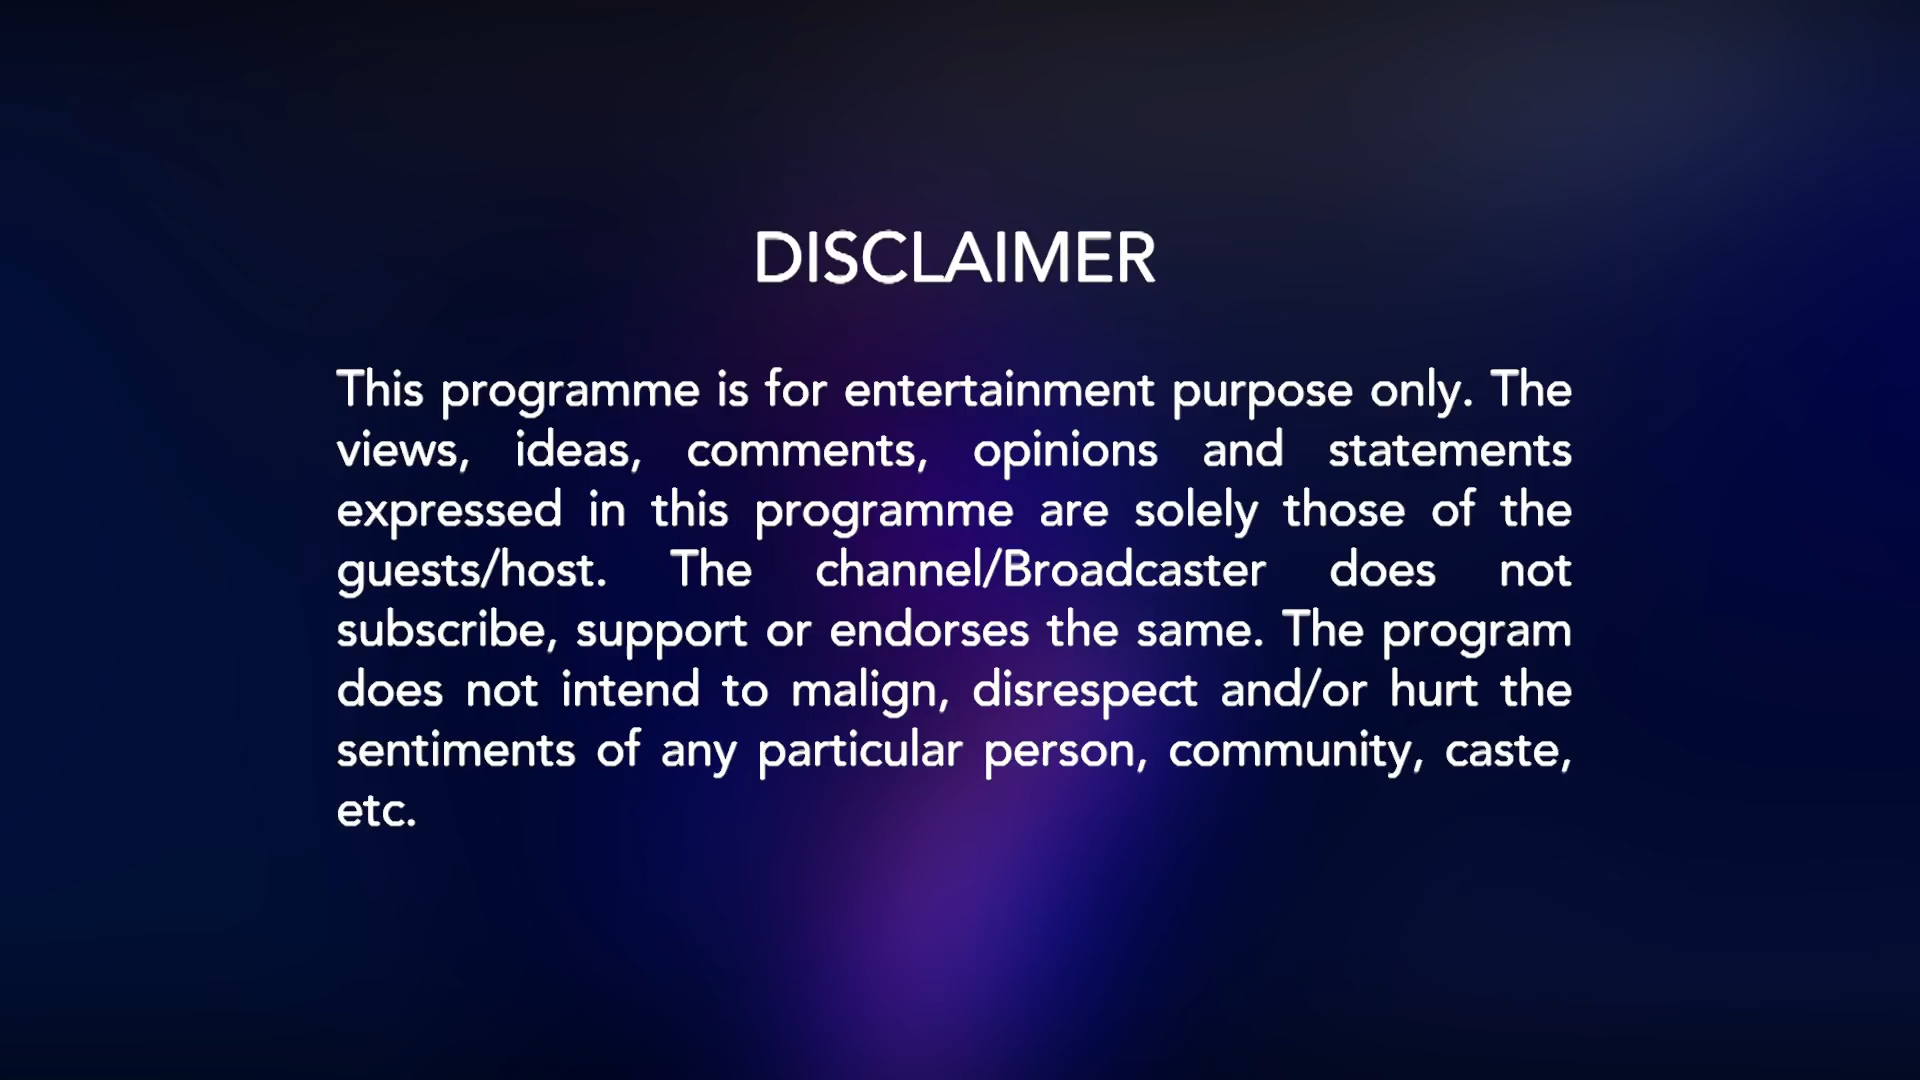 DISCLAIMER
This programme is for entertainment purpose only. The
views, ideas, comments, opinions and statements
expressed in this programme are solely those of the
guests/host. The channel/Broadcaster does not
subscribe, support or endorses the same. The program
does not intend to malign, disrespect and/or hurt the
sentiments of any particular person, community, caste,
etc.